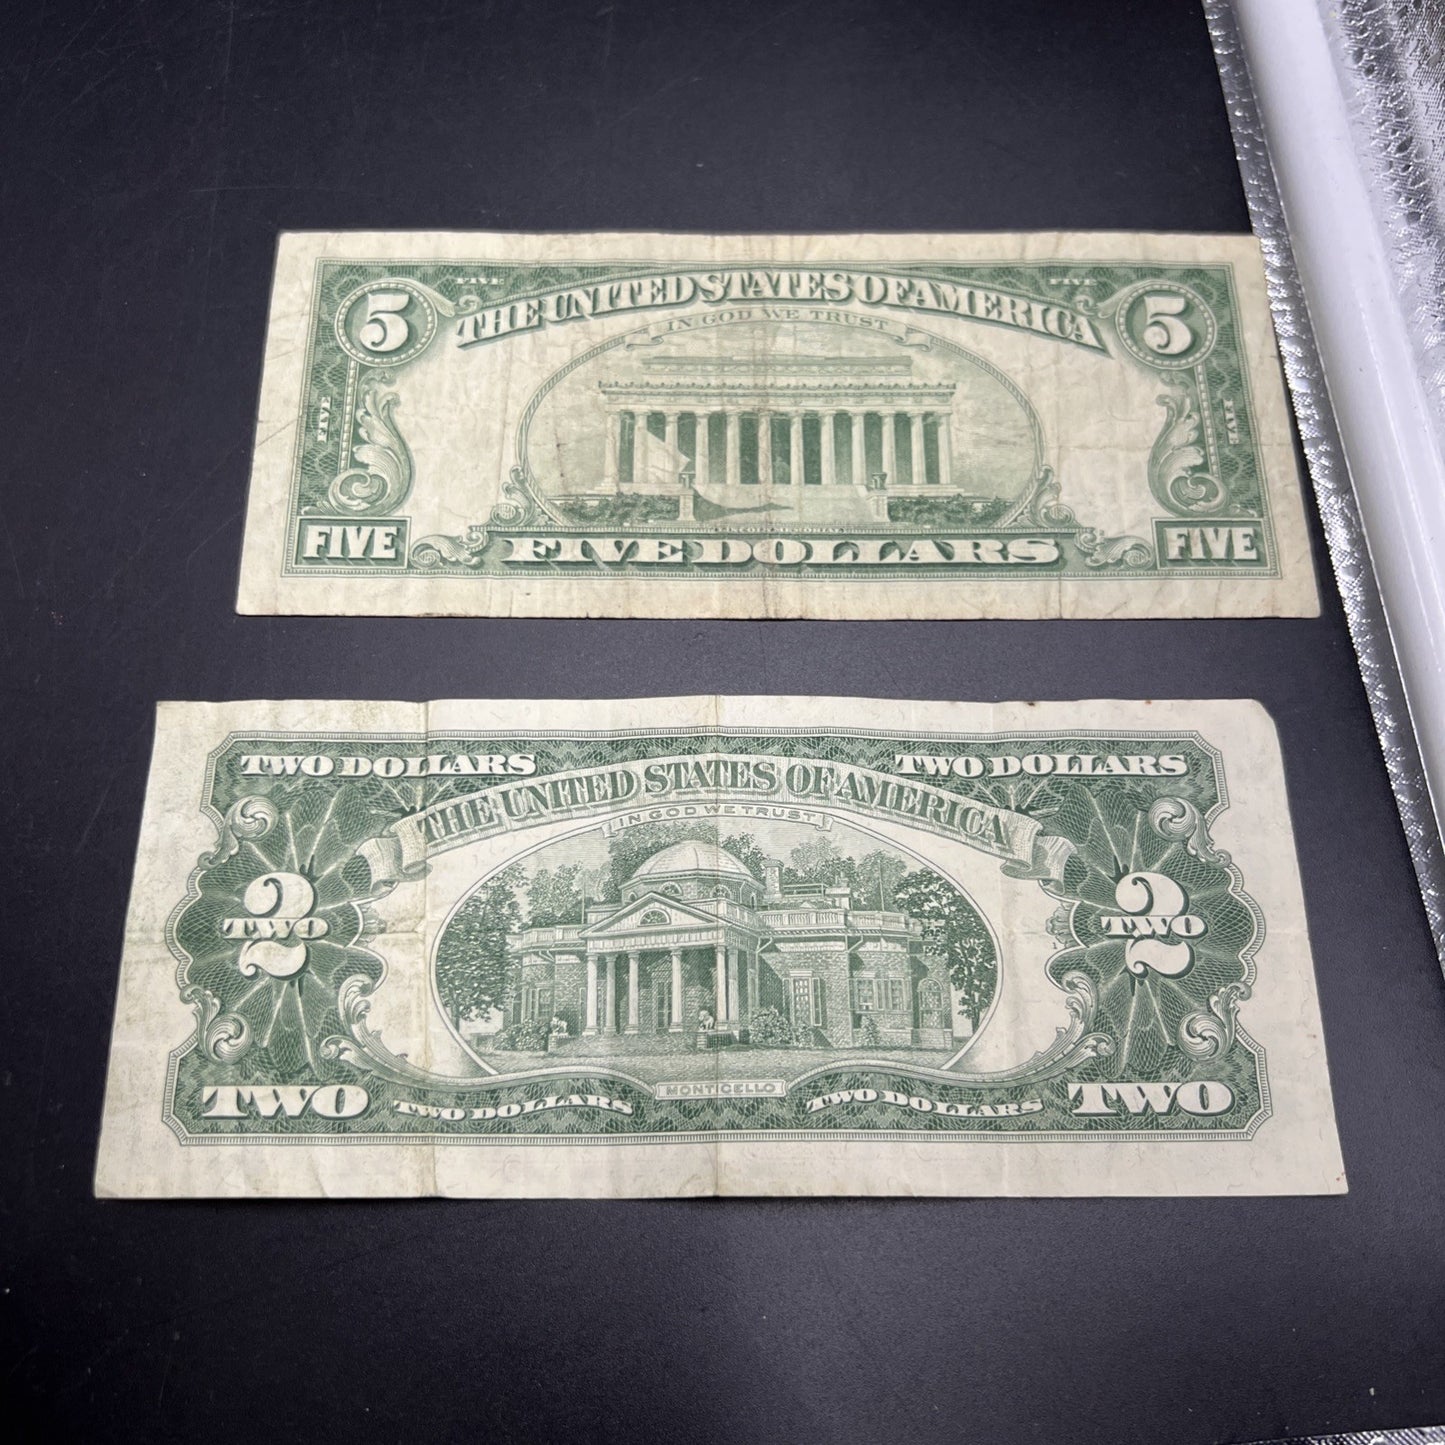 FIVE FIVE
5 THE UNITED STATES OF AMERICA 5
IN GOD WE TRUST
FIVE FIVE
LINCOLN MEMORIAL
FIVE FIVE DOLLARS FIVE
TWO DOLLARS TWO DOLLARS
THE UNITED STATES OF AMERICA
IN GOD WE TRUST
2 TWO 2 TWO
MONTICELLO
TWO TWO DOLLARS TWO DOLLARS TWO